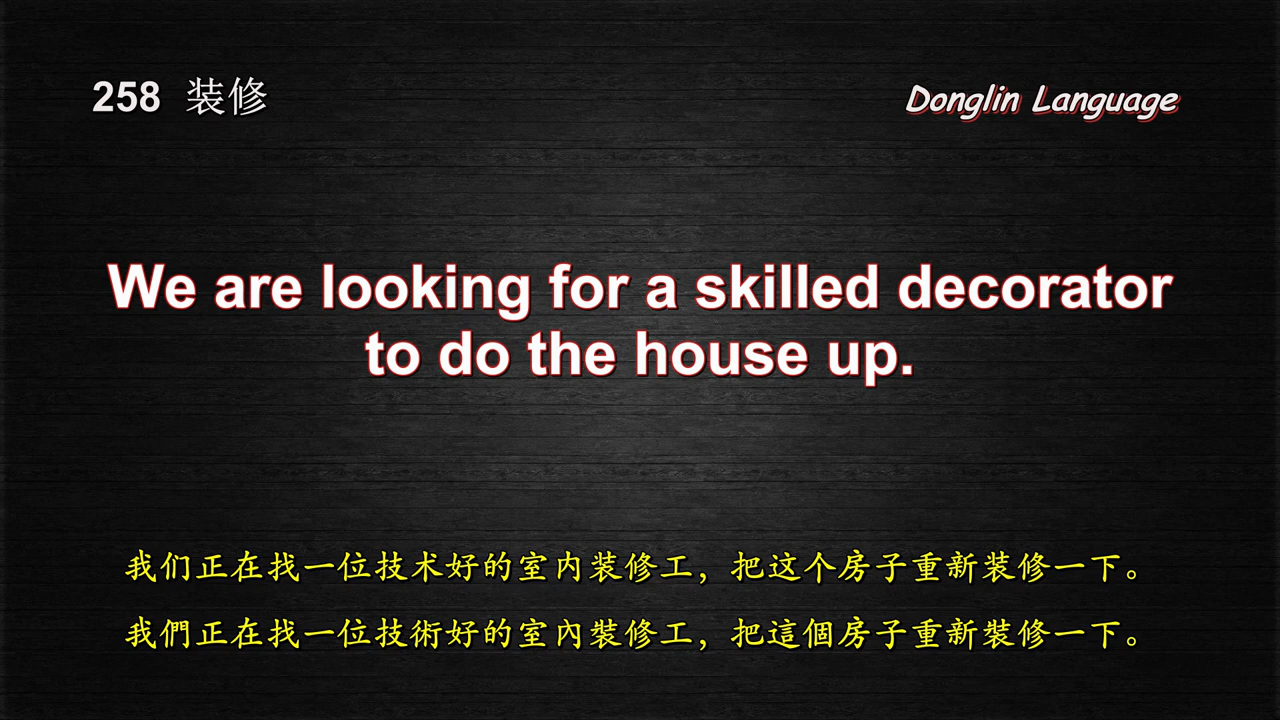 258 装修
Donglin Language
We are looking for a skilled decorator
to do the house up.
我们正在找一位技术好的室内装修工，把这个房子重新装修一下。
我們正在找一位技術好的室內裝修工，把這個房子重新裝修一下。